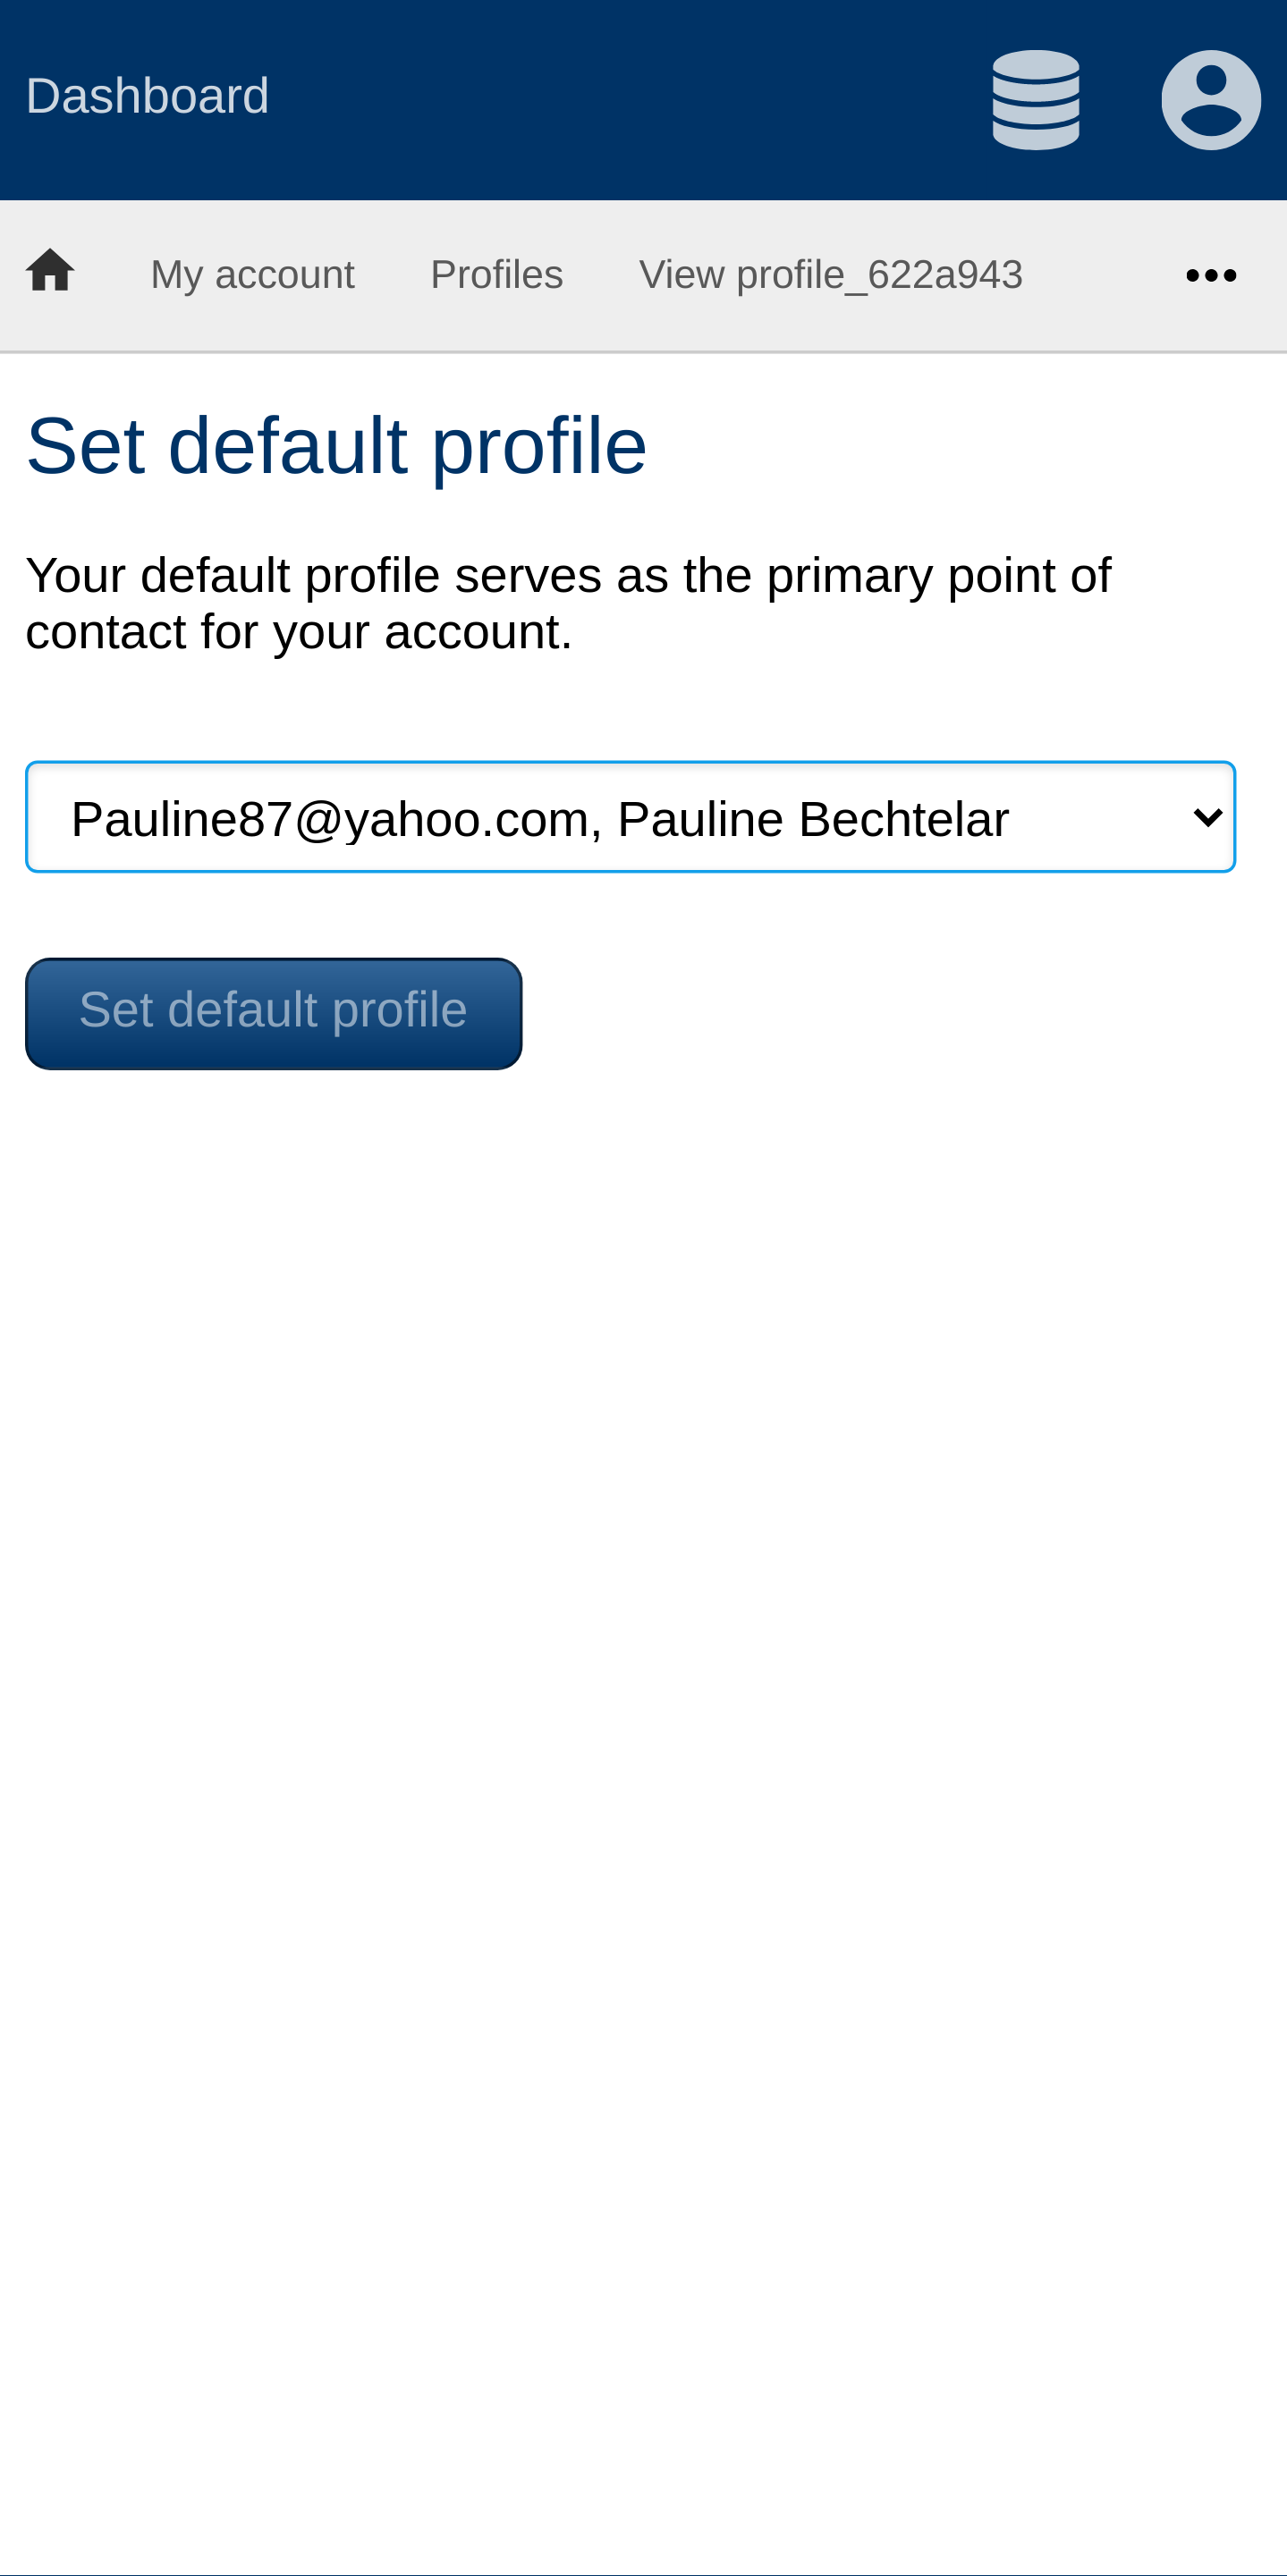 Dashboard
My account Profiles View profile_622a943
Set default profile
Your default profile serves as the primary point of
contact for your account.
Pauline87@yahoo.com, Pauline Bechtelar
Set default profile